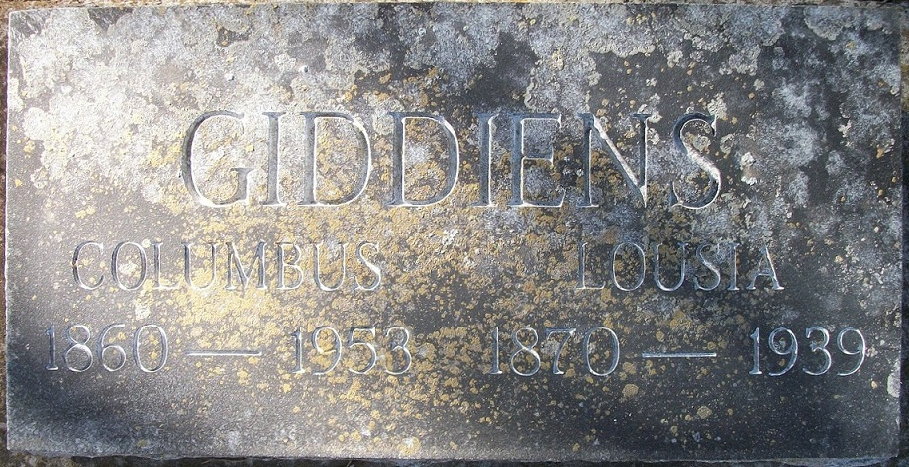 GIDDIENS
COLUMBUS LOUSIA
1860 — 1953 1870 — 1939